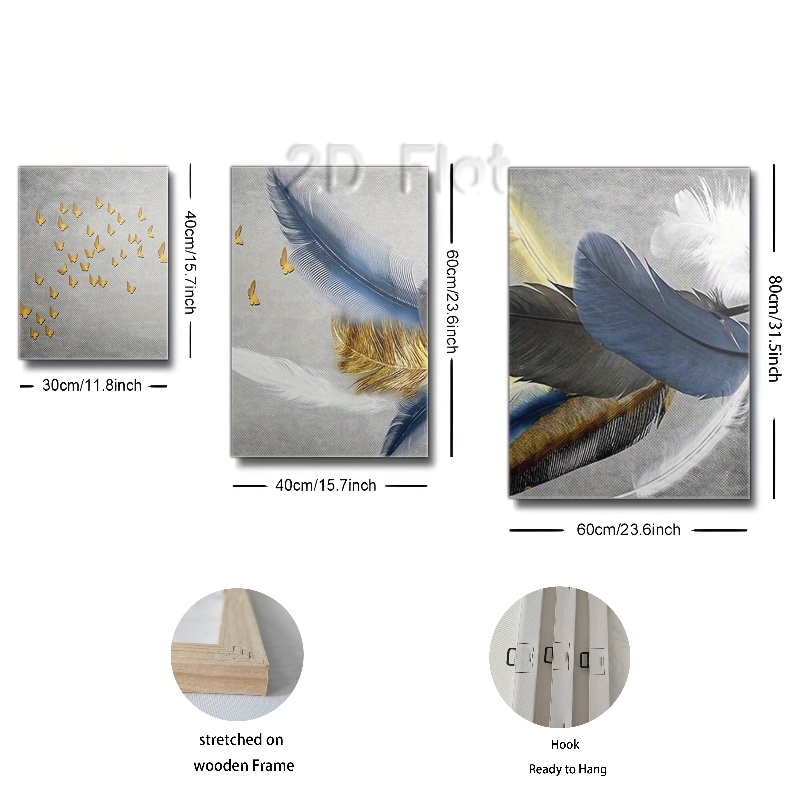 2D Flat
40cm/15.7inch
30cm/11.8inch
60cm/23.6inch
40cm/15.7inch
80cm/31.5inch
60cm/23.6inch
stretched on
wooden Frame
Hook
Ready to Hang